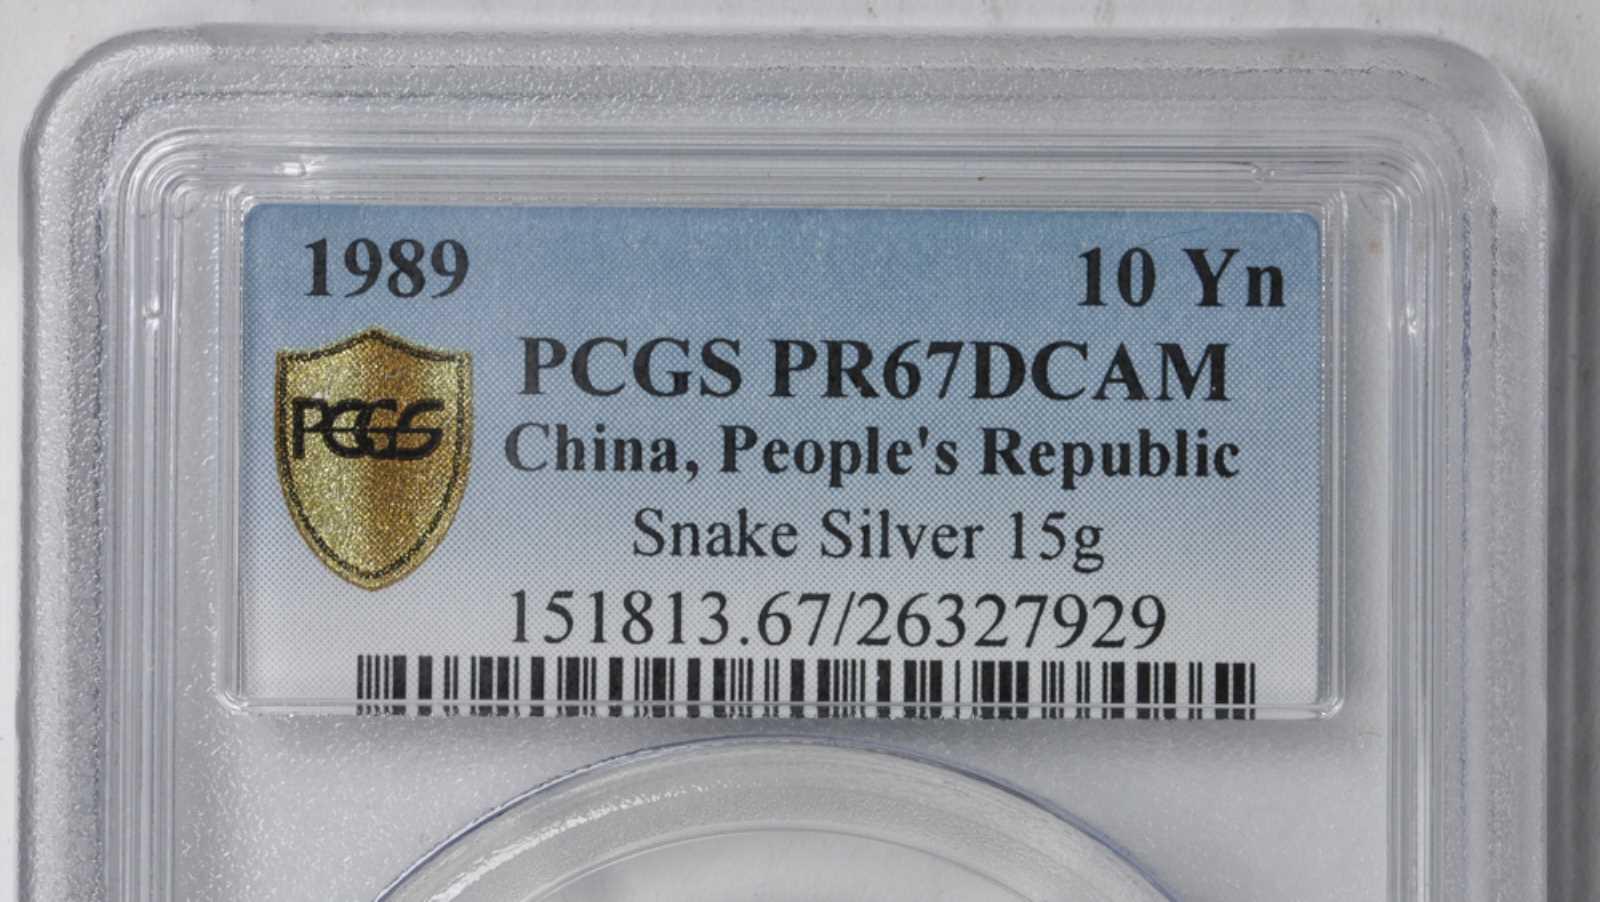 1989 10 Yn
PCGS PR67DCAM
PCGS
China, People's Republic
Snake Silver 15g
151813.67/26327929